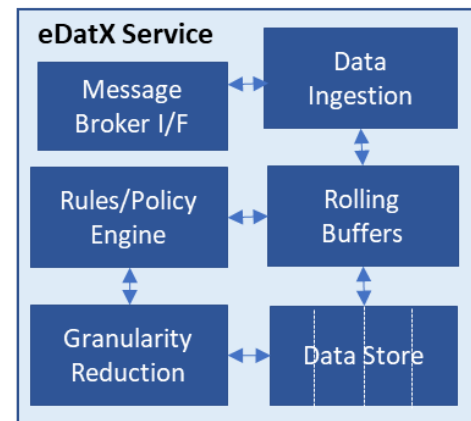 eDatX Service
Message
Broker I/F
Data
Ingestion
Rules/Policy
Engine
Rolling
Buffers
Granularity
Reduction
Data Store